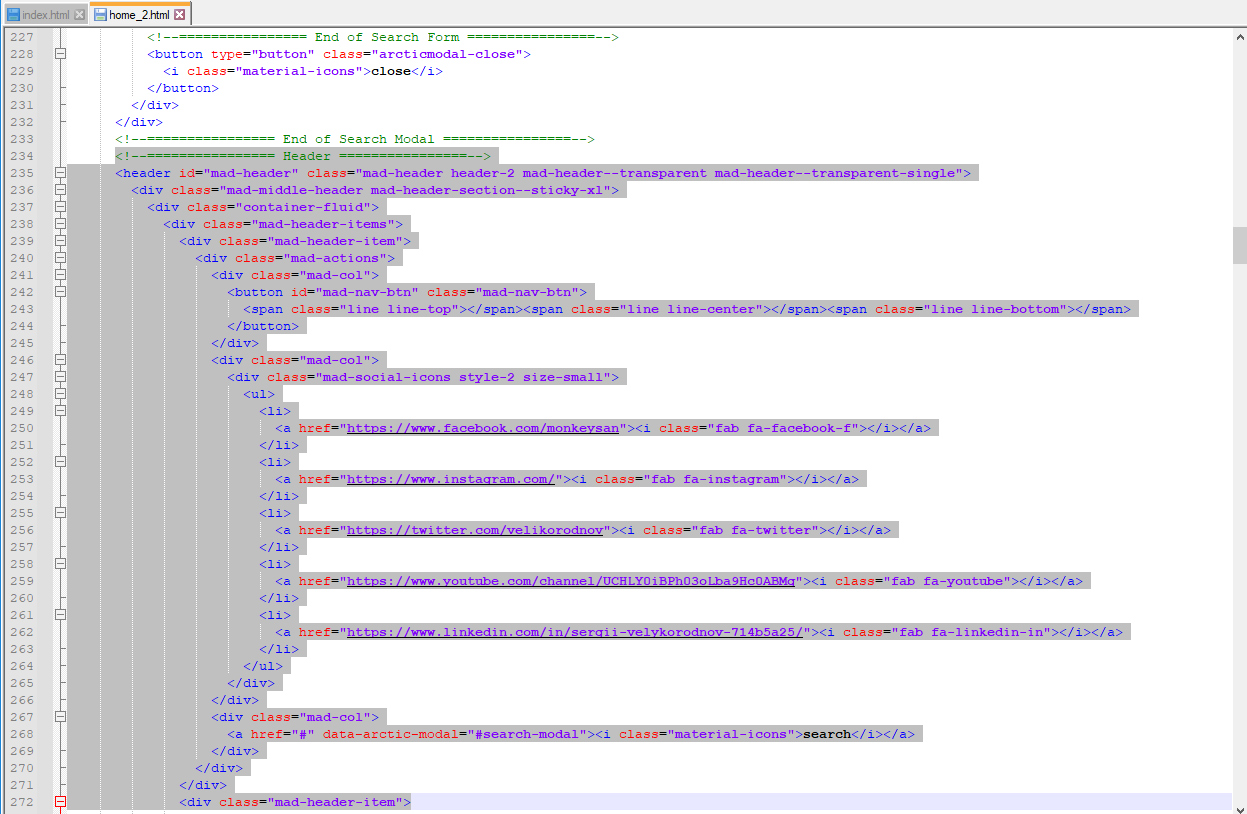 index.html home_2.html
227 <!--================ End of Search Form ================-->
228 <button type="button" class="arcticmodal-close">
229 <i class="material-icons">close</i>
230 </button>
231 </div>
232 </div>
233 <!--================ End of Search Modal ================-->
234 <!--================ Header ================-->
235 <header id="mad-header" class="mad-header header-2 mad-header--transparent mad-header--transparent-single">
236 <div class="mad-middle-header mad-header-section--sticky-xl">
237 <div class="container-fluid">
238 <div class="mad-header-items">
239 <div class="mad-header-item">
240 <div class="mad-actions">
241 <div class="mad-col">
242 <button id="mad-nav-btn" class="mad-nav-btn">
243 <span class="line line-top"></span><span class="line line-center"></span><span class="line line-bottom"></span>
244 </button>
245 </div>
246 <div class="mad-col">
247 <div class="mad-social-icons style-2 size-small">
248 <ul>
249 <li>
250 <a href="https://www.facebook.com/monkeysan"><i class="fab fa-facebook-f"></i></a>
251 </li>
252 <li>
253 <a href="https://www.instagram.com/"><i class="fab fa-instagram"></i></a>
254 </li>
255 <li>
256 <a href="https://twitter.com/velikorodnov"><i class="fab fa-twitter"></i></a>
257 </li>
258 <li>
259 <a href="https://www.youtube.com/channel/UCHLY0iBPh03oLba9Hc0ABMg"><i class="fab fa-youtube"></i></a>
260 </li>
261 <li>
262 <a href="https://www.linkedin.com/in/sergii-velykorodnov-714b5a25/"><i class="fab fa-linkedin-in"></i></a>
263 </li>
264 </ul>
265 </div>
266 </div>
267 <div class="mad-col">
268 <a href="#" data-arctic-modal="#search-modal"><i class="material-icons">search</i></a>
269 </div>
270 </div>
271 </div>
272 <div class="mad-header-item">